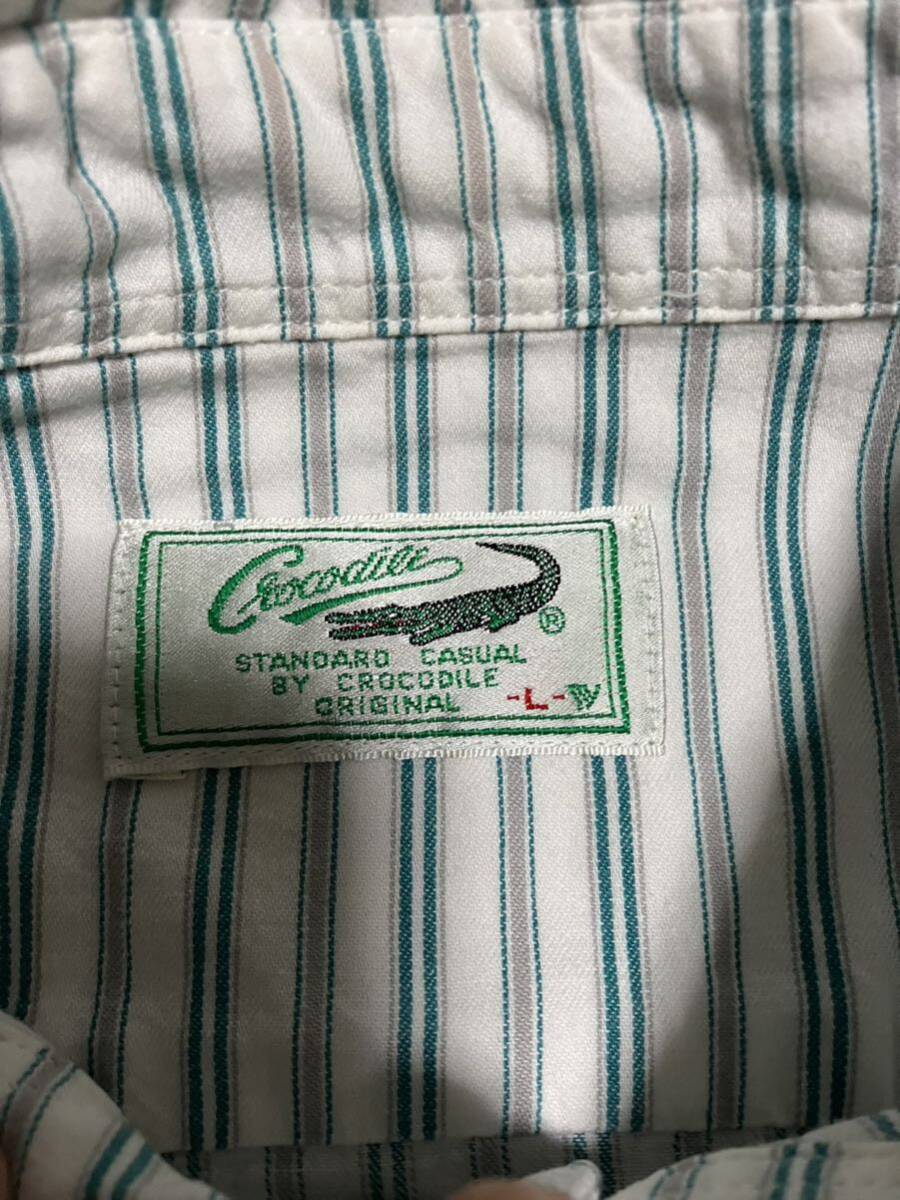 Crocodile ®
STANDARD CASUAL
BY CROCODILE
ORIGINAL -L-W